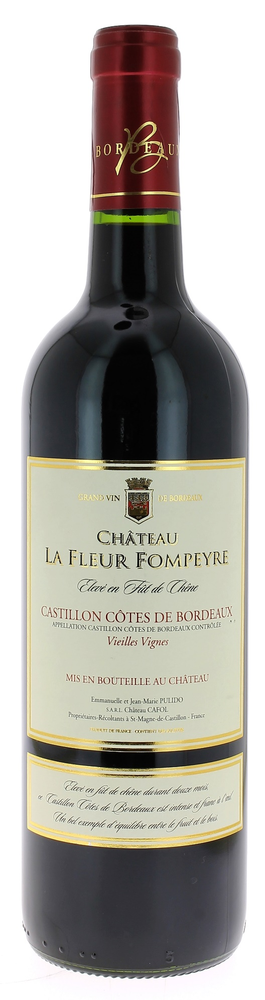 BORDEAUX
B
GRAND VIN DE BORDEAUX
CHÂTEAU
LA FLEUR FOMPEYRE
Elevé en Fût de Chêne
CASTILLON CÔTES DE BORDEAUX
APPELLATION CASTILLON CÔTES DE BORDEAUX CONTRÔLÉE
Vieilles Vignes
MIS EN BOUTEILLE AU CHÂTEAU
Emmanuelle et Jean-Marie PULIDO
S.A.R.L. Château CAFOL
Propriétaires-Récoltants à St-Magne-de-Castillon - France
PRODUIT DE FRANCE - CONTIENT DES SULFITES
Elevé en fût de chêne durant douze mois,
ce Castillon Côtes de Bordeaux est intense et franc à l'œil.
Un bel exemple d'équilibre entre le fruit et le bois.
5